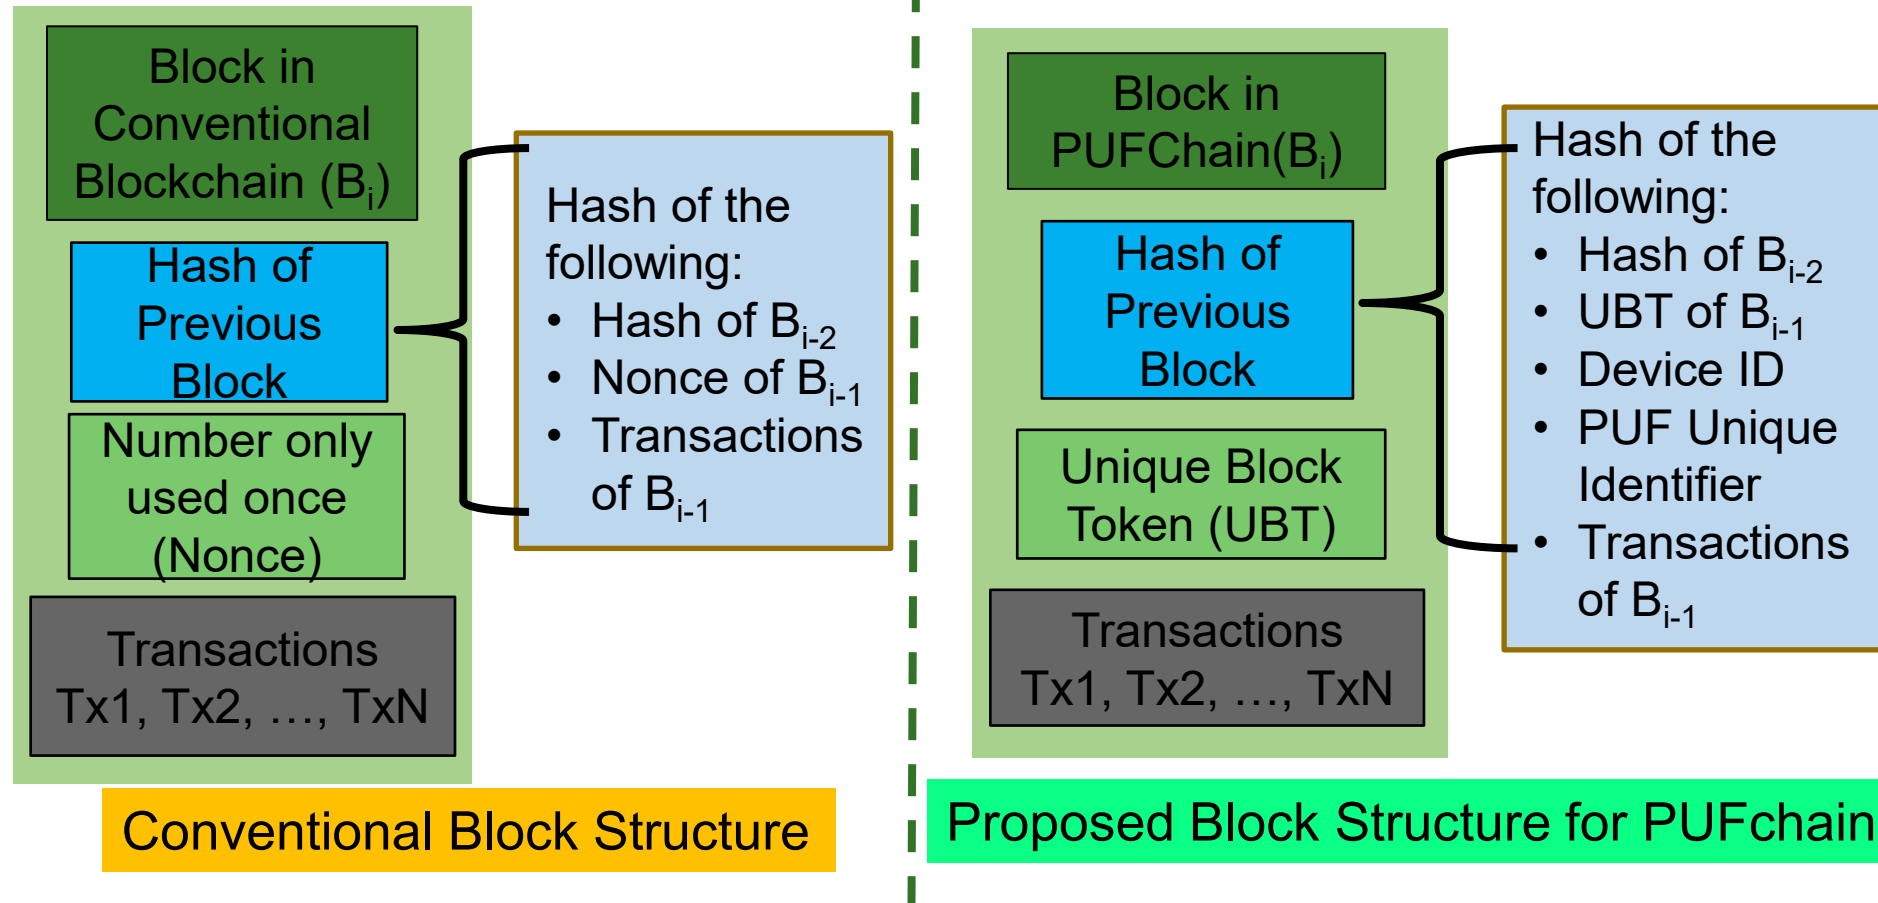 Block in
Conventional
Blockchain (Bi)
Hash of
Previous
Block
Number only
used once
(Nonce)
Transactions
Tx1, Tx2, …, TxN
Hash of the
following:
• Hash of Bi-2
• Nonce of Bi-1
• Transactions
of Bi-1
Conventional Block Structure
Block in
PUFChain(Bi)
Hash of
Previous
Block
Unique Block
Token (UBT)
Transactions
Tx1, Tx2, …, TxN
Hash of the
following:
• Hash of Bi-2
• UBT of Bi-1
• Device ID
• PUF Unique
Identifier
• Transactions
of Bi-1
Proposed Block Structure for PUFchain